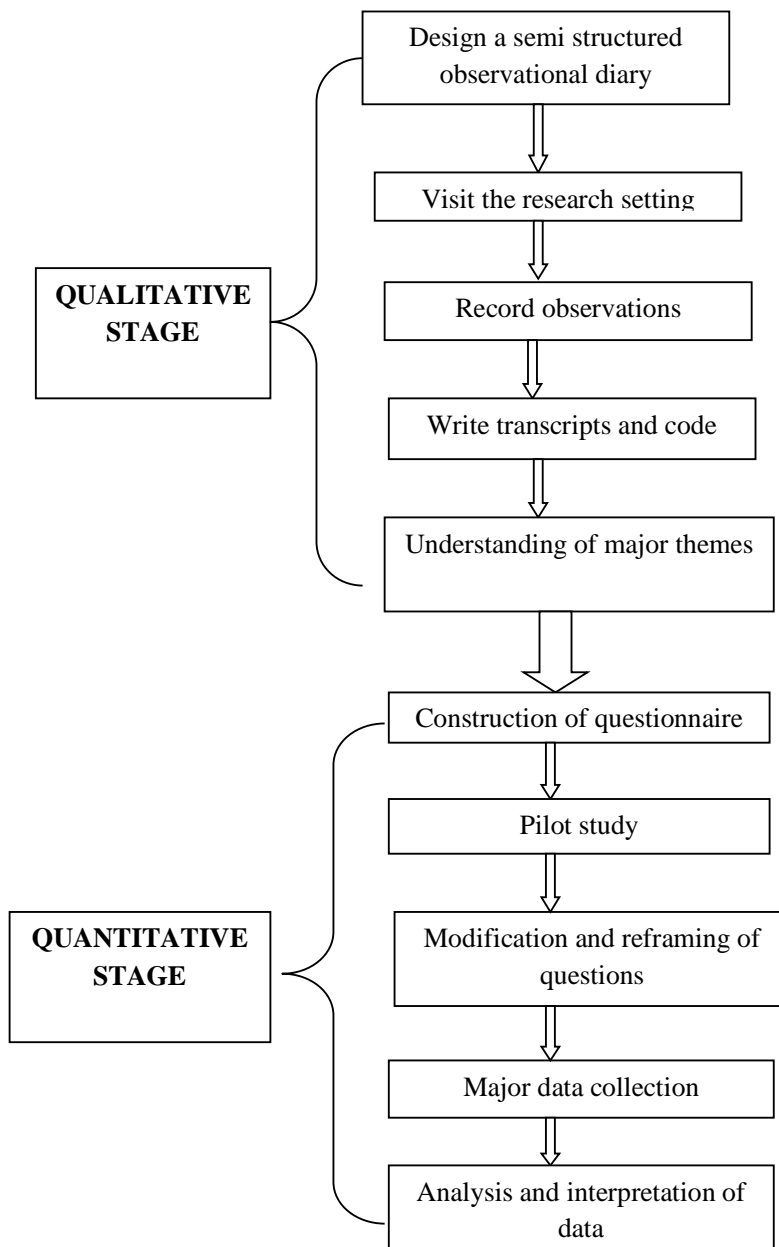 Design a semi structured
observational diary
Visit the research setting
QUALITATIVE
STAGE
Record observations
Write transcripts and code
Understanding of major themes
Construction of questionnaire
Pilot study
QUANTITATIVE
STAGE
Modification and reframing of
questions
Major data collection
Analysis and interpretation of
data